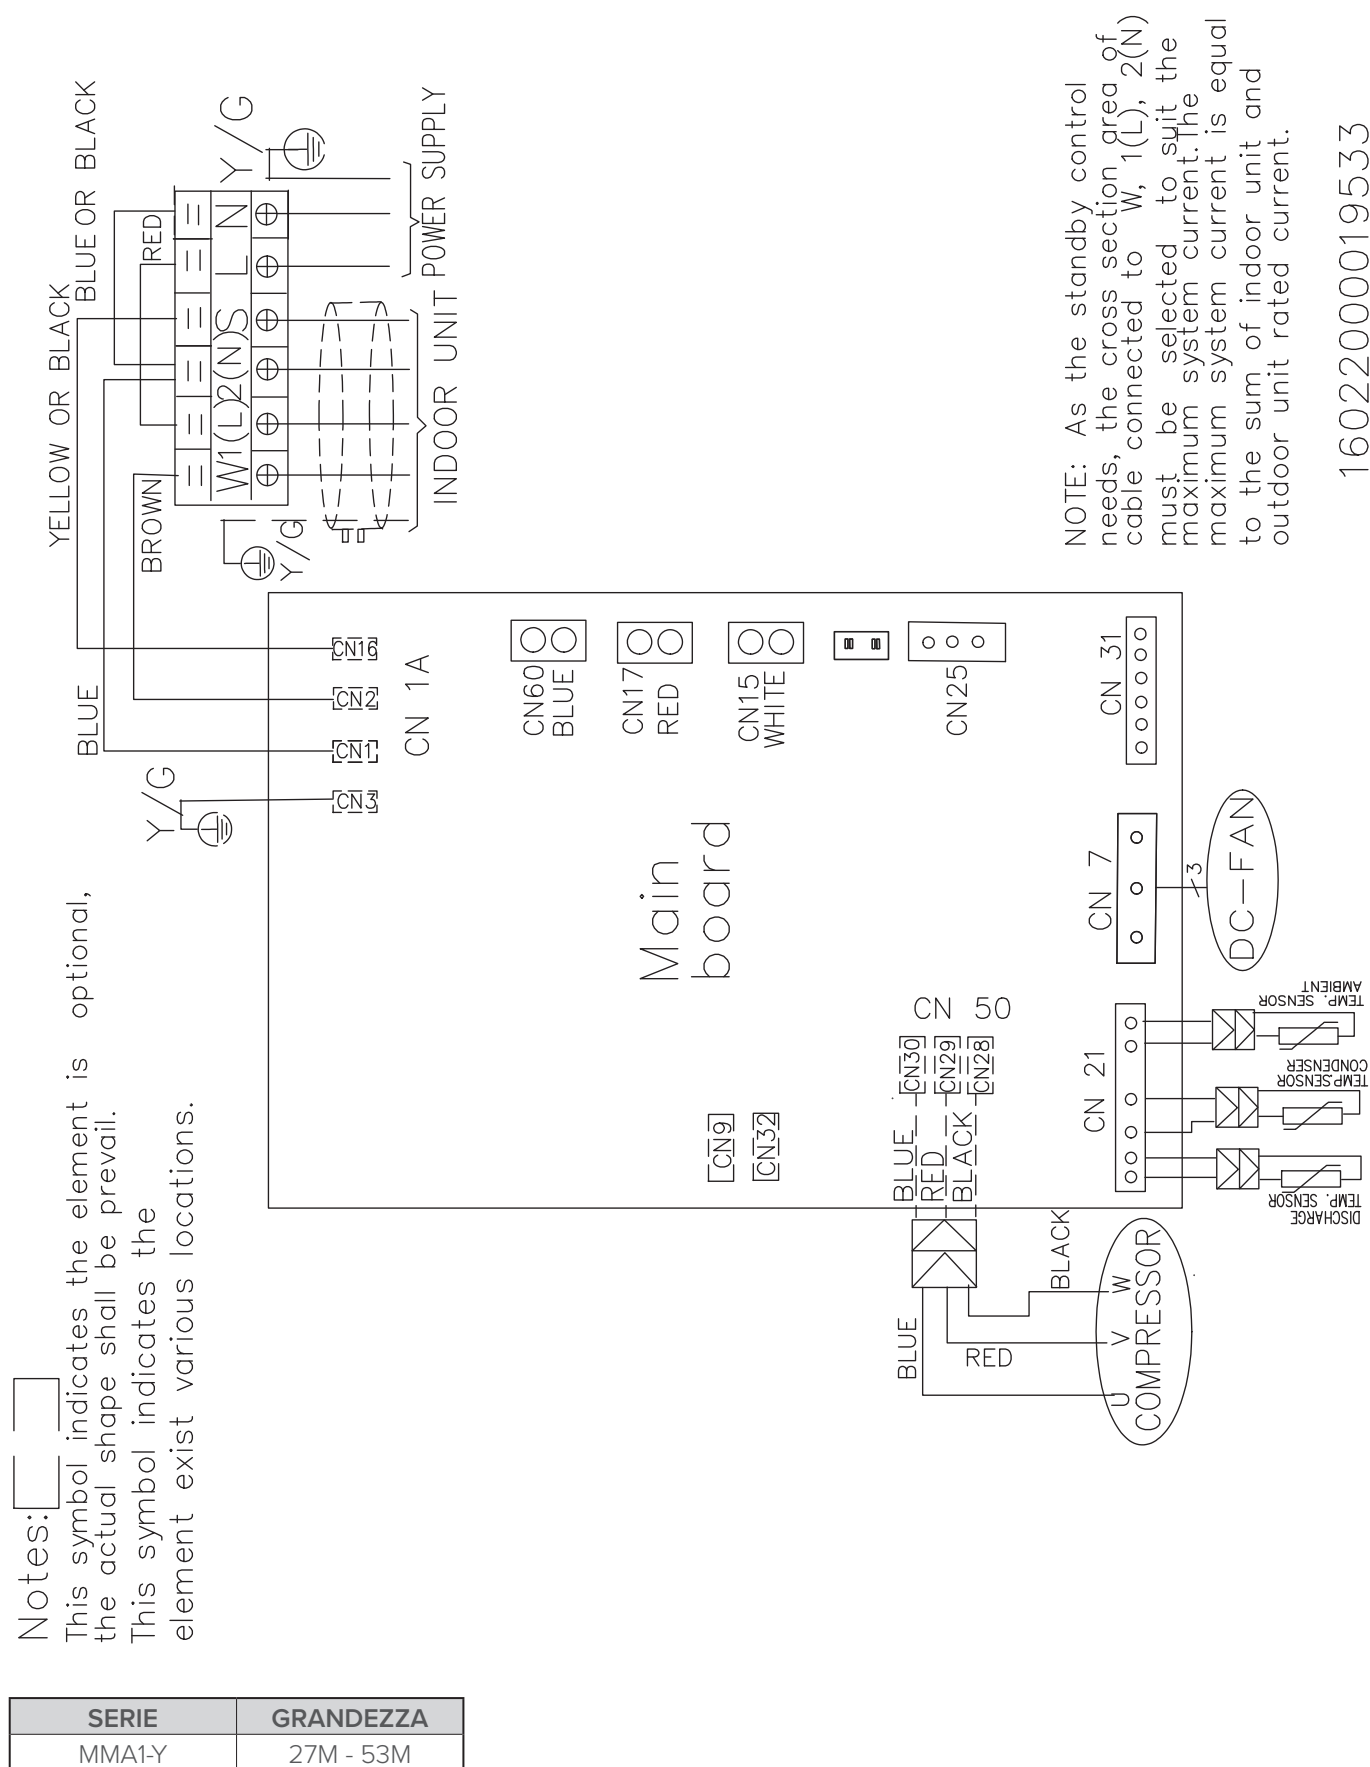 Notes:
This symbol indicates the element is optional,
the actual shape shall be prevail.
This symbol indicates the
element exist various locations.
YELLOW OR BLACK
BLUE OR BLACK
RED
BROWN
BLUE
Y/G
W 1(L) 2(N) S L N
Y/G
POWER SUPPLY
INDOOR UNIT
Y/G
CN3
CN1
CN2
CN16
CN 1A
CN60
BLUE
CN17
RED
CN15
WHITE
CN25
CN 31
Main
board
CN 7
3
DC-FAN
CN 50
CN30
CN29
CN28
CN9
CN32
BLUE
RED
BLACK
CN 21
TEMP. SENSOR
AMBIENT
TEMP.SENSOR
CONDENSER
DISCHARGE
TEMP. SENSOR
BLUE
RED
BLACK
U V W
COMPRESSOR
NOTE: As the standby control
needs, the cross section area of
cable connected to W, 1(L), 2(N)
must be selected to suit the
maximum system current.The
maximum system current is equal
to the sum of indoor unit and
outdoor unit rated current.
16022000019533
SERIE GRANDEZZA
MMA1-Y 27M - 53M